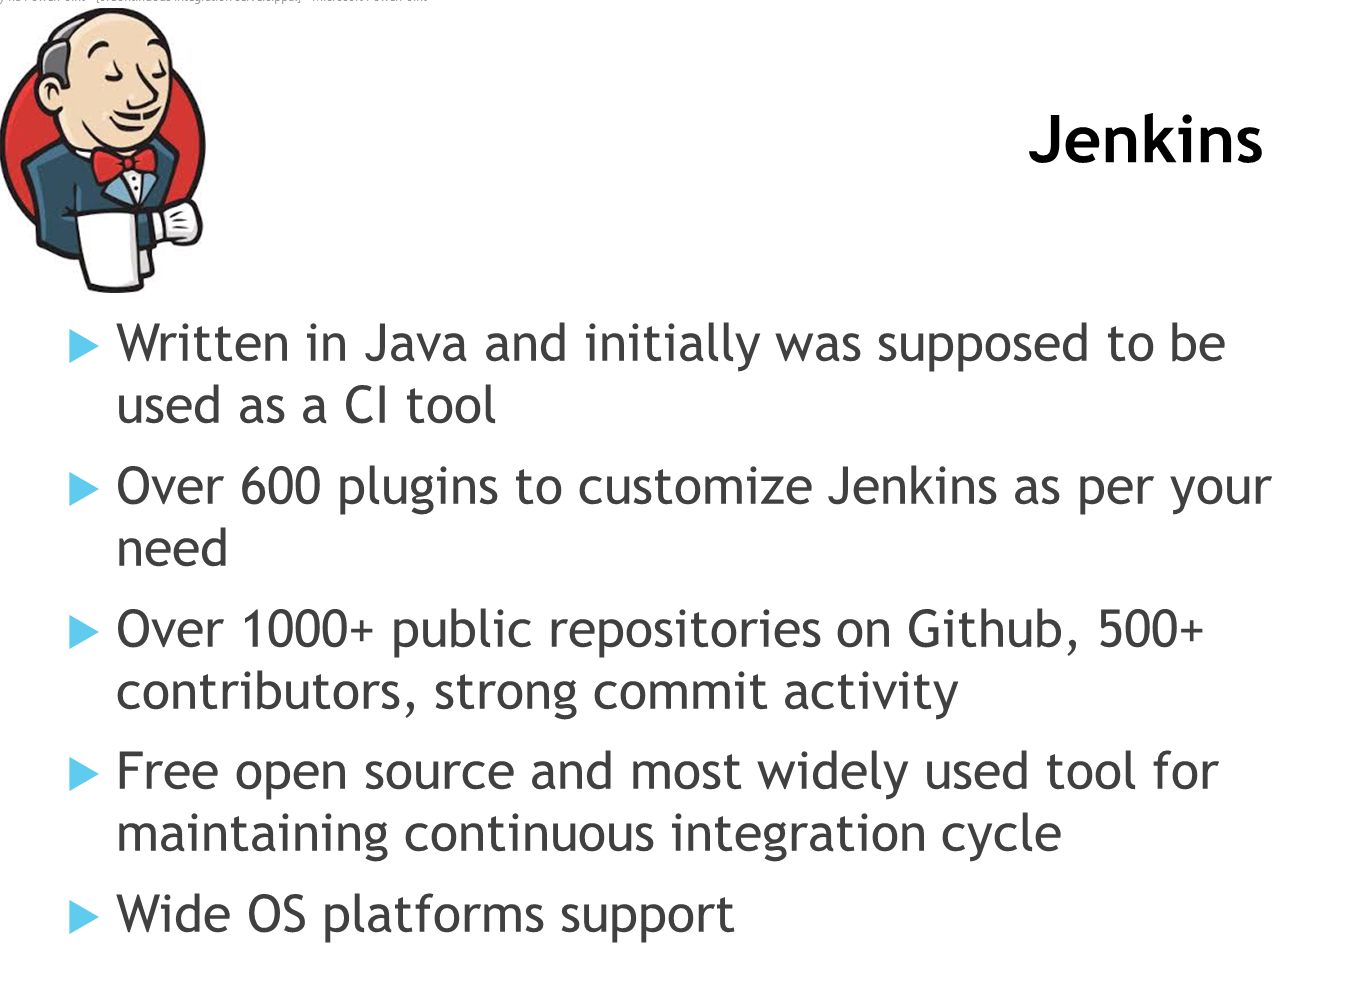 Jenkins
Written in Java and initially was supposed to be
used as a CI tool
Over 600 plugins to customize Jenkins as per your
need
Over 1000+ public repositories on Github, 500+
contributors, strong commit activity
Free open source and most widely used tool for
maintaining continuous integration cycle
Wide OS platforms support